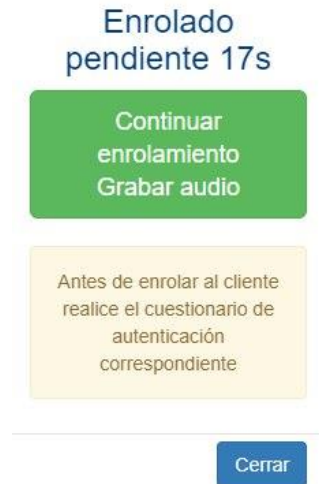 Enrolado
pendiente 17s
Continuar
enrolamiento
Grabar audio
Antes de enrolar al cliente
realice el cuestionario de
autenticación
correspondiente
Cerrar